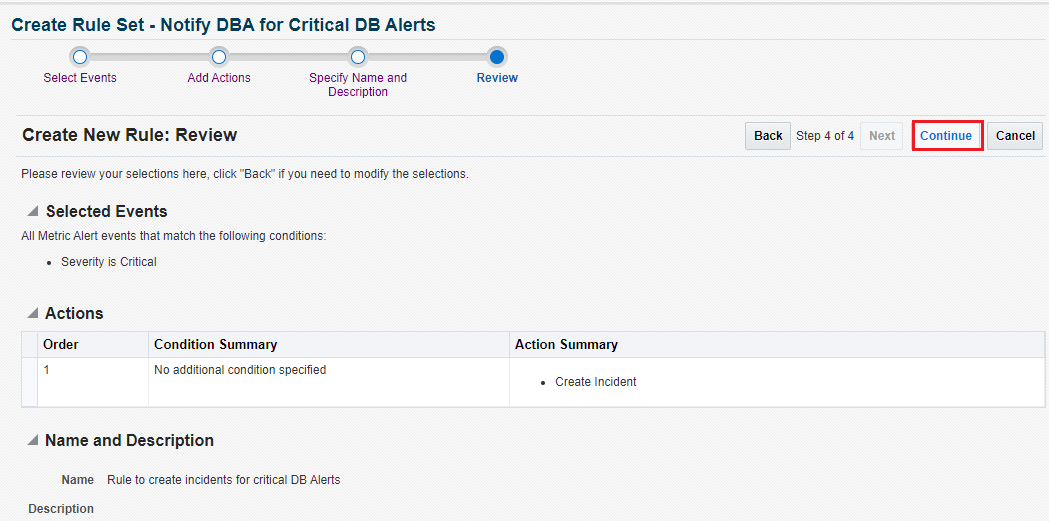 Create Rule Set - Notify DBA for Critical DB Alerts
Select Events
Add Actions
Specify Name and
Description
Review
Create New Rule: Review
Back Step 4 of 4 Next Continue Cancel
Please review your selections here, click "Back" if you need to modify the selections.
Selected Events
All Metric Alert events that match the following conditions:
• Severity is Critical
Actions
Order Condition Summary Action Summary
1 No additional condition specified
• Create Incident
Name and Description
Name Rule to create incidents for critical DB Alerts
Description